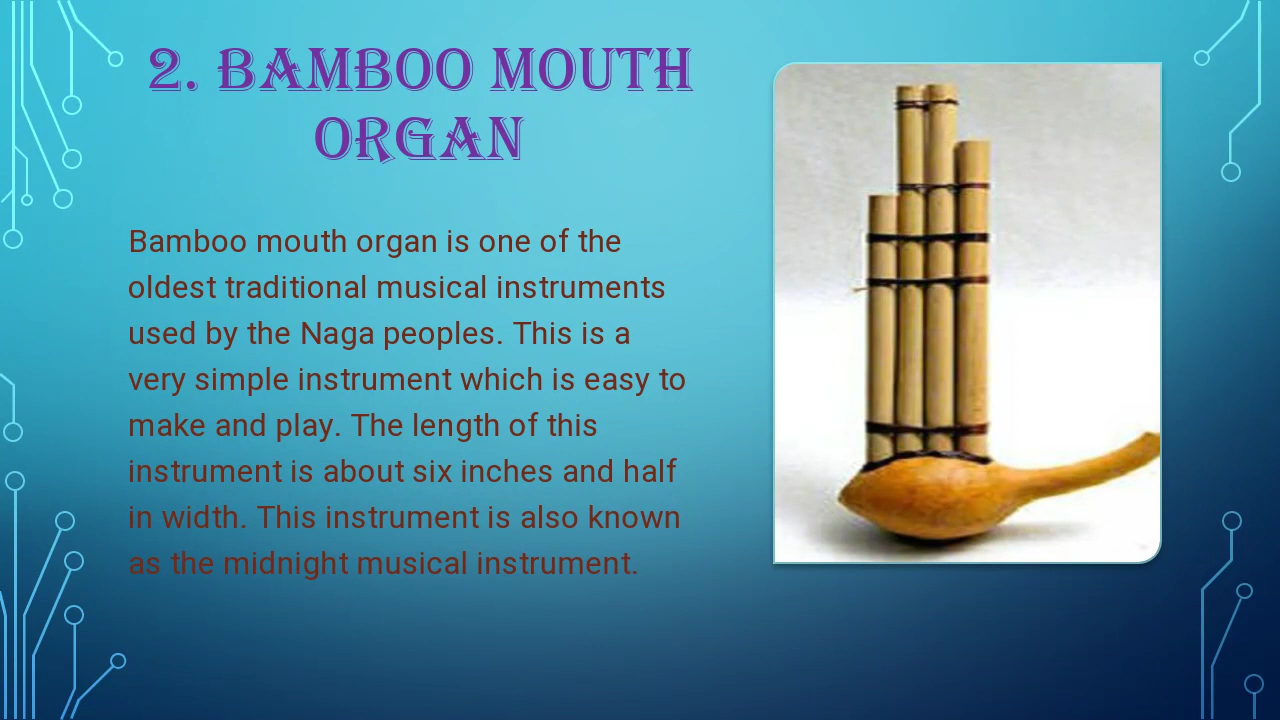 2. BAMBOO MOUTH
ORGAN
Bamboo mouth organ is one of the
oldest traditional musical instruments
used by the Naga peoples. This is a
very simple instrument which is easy to
make and play. The length of this
instrument is about six inches and half
in width. This instrument is also known
as the midnight musical instrument.